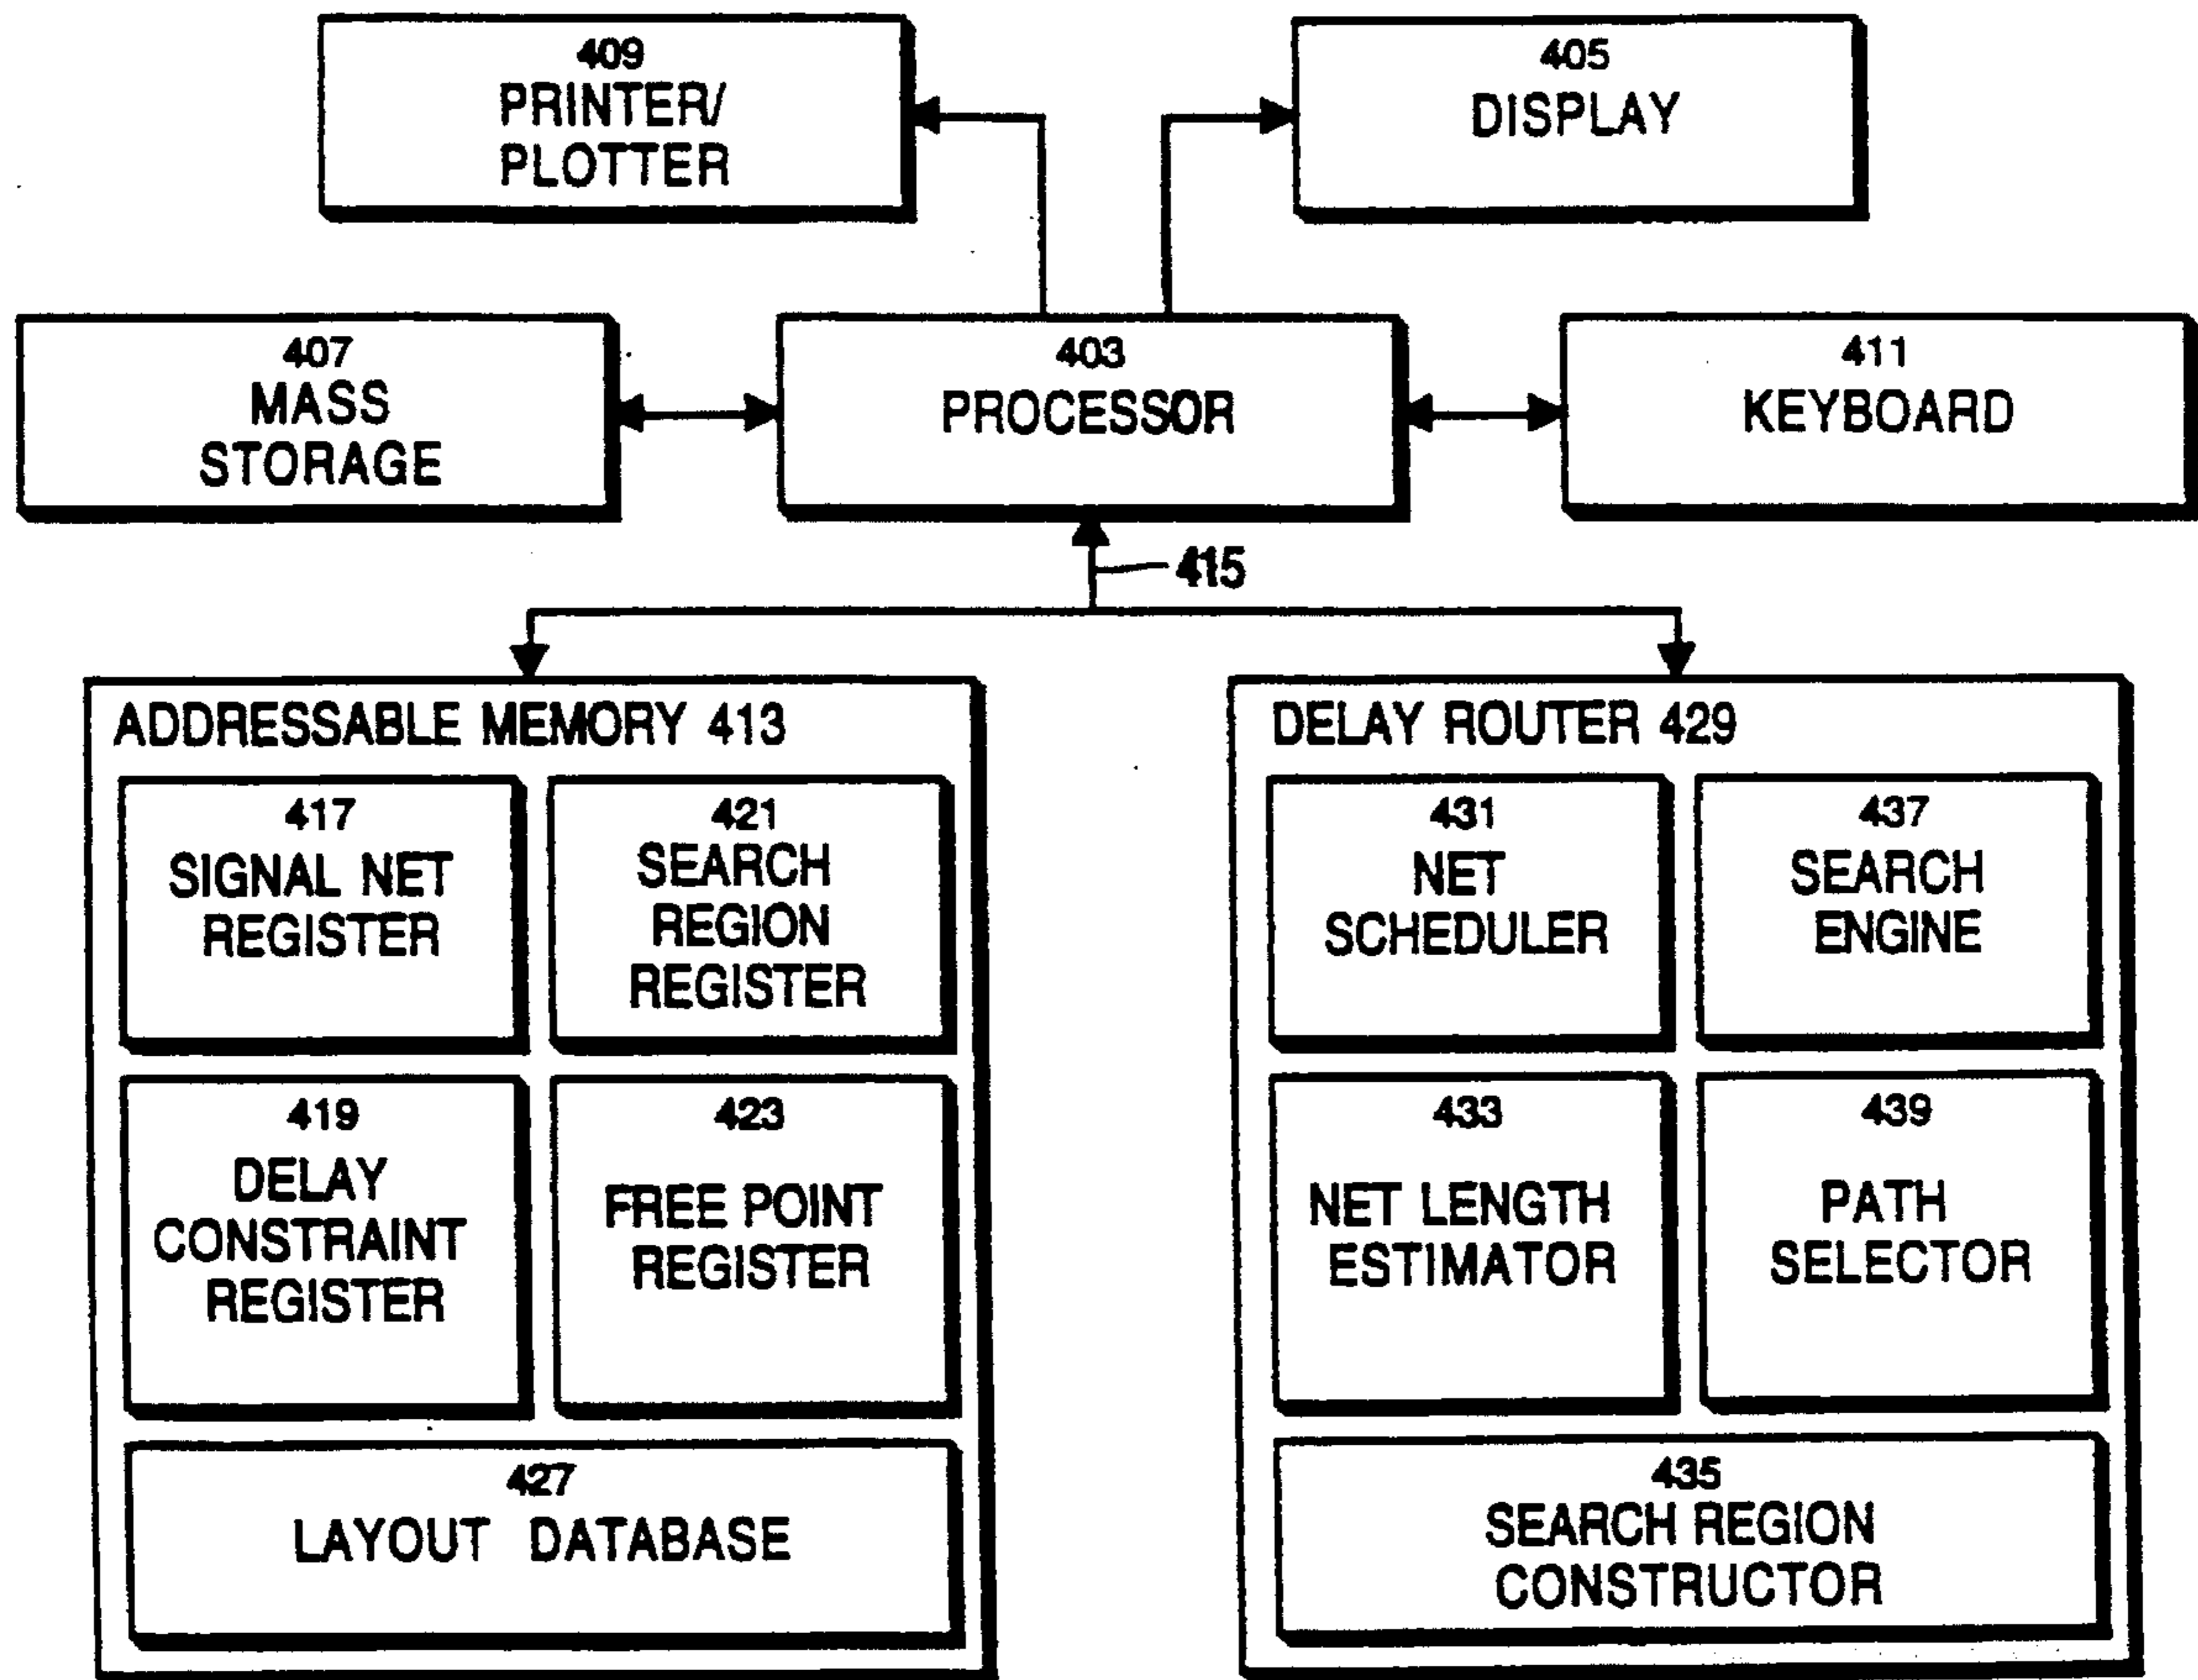 409
PRINTER/
PLOTTER
405
DISPLAY
407
MASS
STORAGE
403
PROCESSOR
411
KEYBOARD
415
ADDRESSABLE MEMORY 413
417
SIGNAL NET
REGISTER
421
SEARCH
REGION
REGISTER
419
DELAY
CONSTRAINT
REGISTER
423
FREE POINT
REGISTER
427
LAYOUT DATABASE
DELAY ROUTER 429
431
NET
SCHEDULER
437
SEARCH
ENGINE
433
NET LENGTH
ESTIMATOR
439
PATH
SELECTOR
435
SEARCH REGION
CONSTRUCTOR